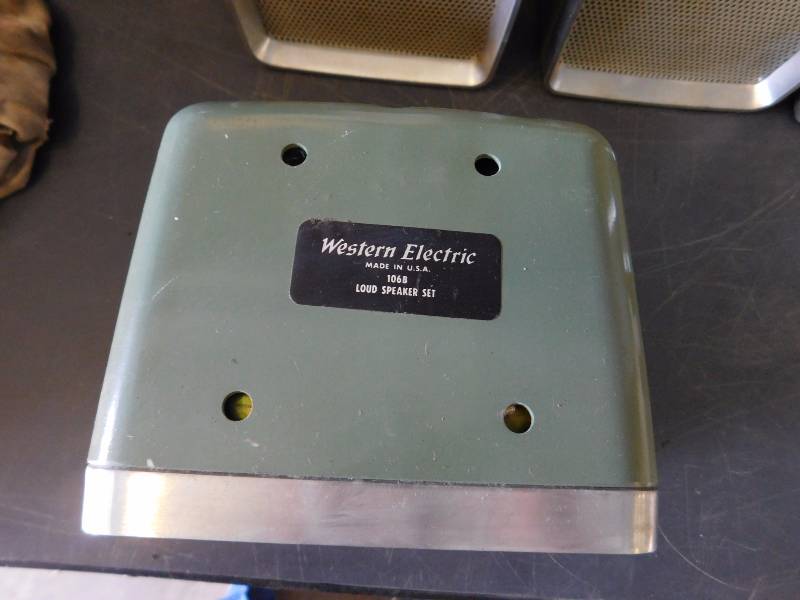 Western Electric
MADE IN U.S.A.
106B
LOUD SPEAKER SET